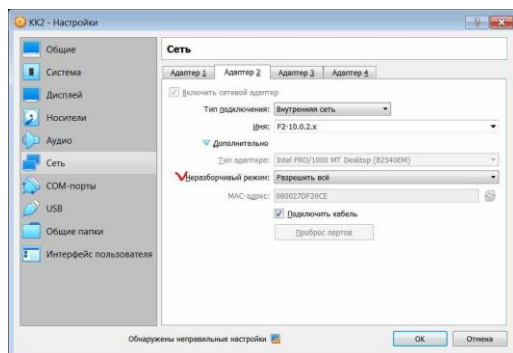 KK2 - Настройки
Общие
Система
Дисплей
Носители
Аудио
Сеть
COM-порты
USB
Общие папки
Интерфейс пользователя
Сеть
Адаптер 1 Адаптер 2 Адаптер 3 Адаптер 4
Включить сетевой адаптер
Тип подключения: Внутренняя сеть
Имя: F2-10.0.2.x
Дополнительно
Тип адаптера: Intel PRO/1000 MT Desktop (82540EM)
Неразборчивый режим: Разрешить всё
MAC-адрес: 080027DF20CE
Подключить кабель
Проброс портов
Обнаружены неправильные настройки
OK Отмена